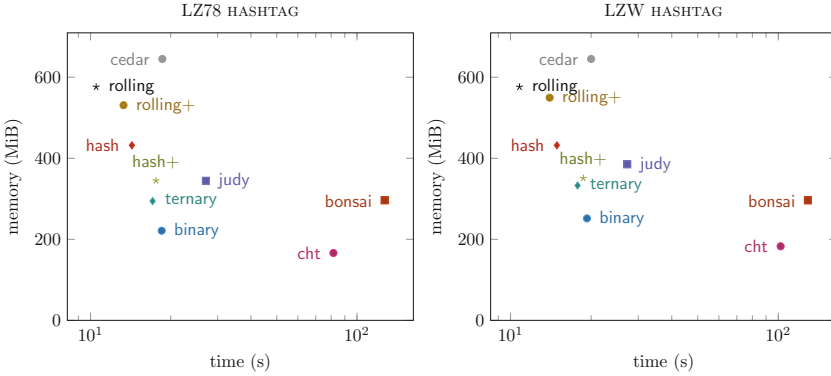 LZ78 HASHTAG
memory (MiB)
600
400
200
0
cedar
rolling
rolling+
hash
hash+
judy
ternary
bonsai
binary
cht
10^1
10^2
time (s)
LZW HASHTAG
memory (MiB)
600
400
200
0
cedar
rolling
rolling+
hash
hash+
judy
ternary
bonsai
binary
cht
10^1
10^2
time (s)